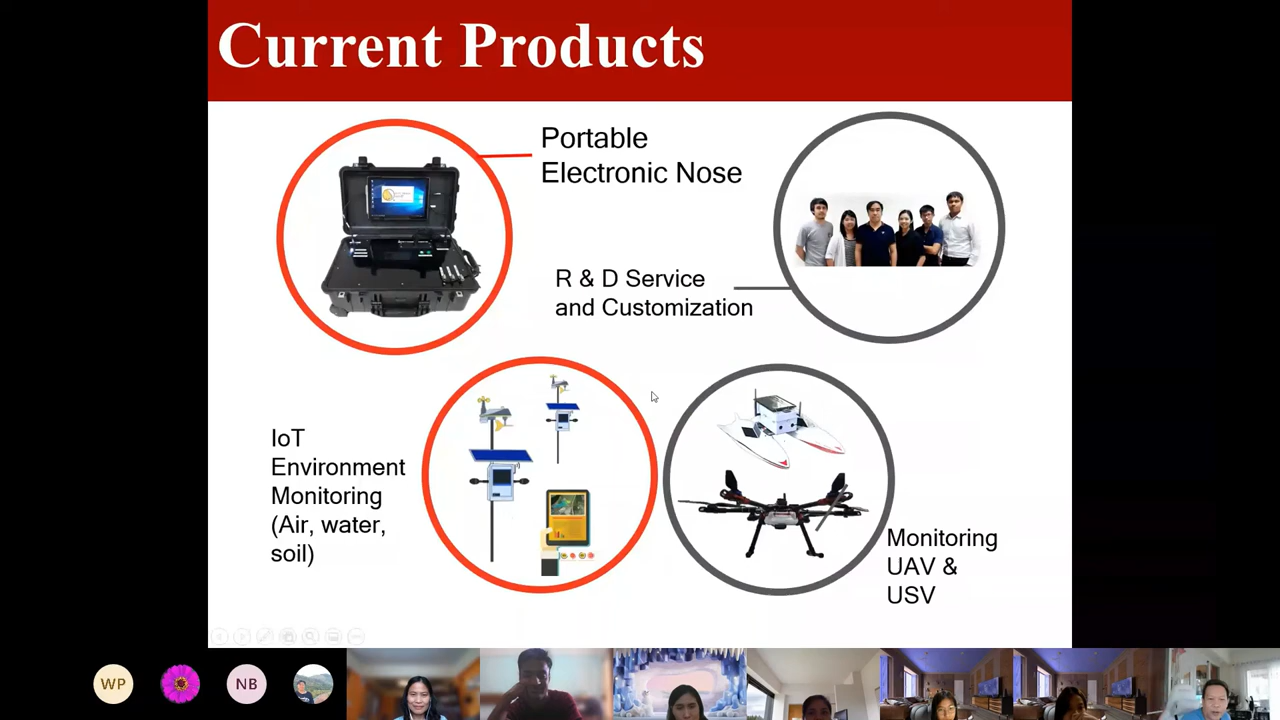 Current Products
Portable
Electronic Nose
R & D Service
and Customization
IoT
Environment
Monitoring
(Air, water,
soil)
Monitoring
UAV &
USV
WP
NB